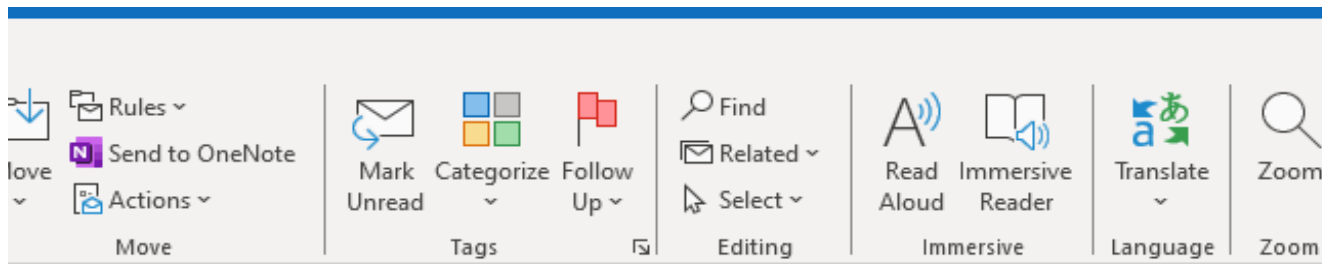 Rules
Send to OneNote
Actions
Move
Mark
Unread
Categorize
Follow
Up
Tags
Find
Related
Select
Editing
Read
Aloud
Immersive
Reader
Immersive
Translate
Language
Zoom
Zoom